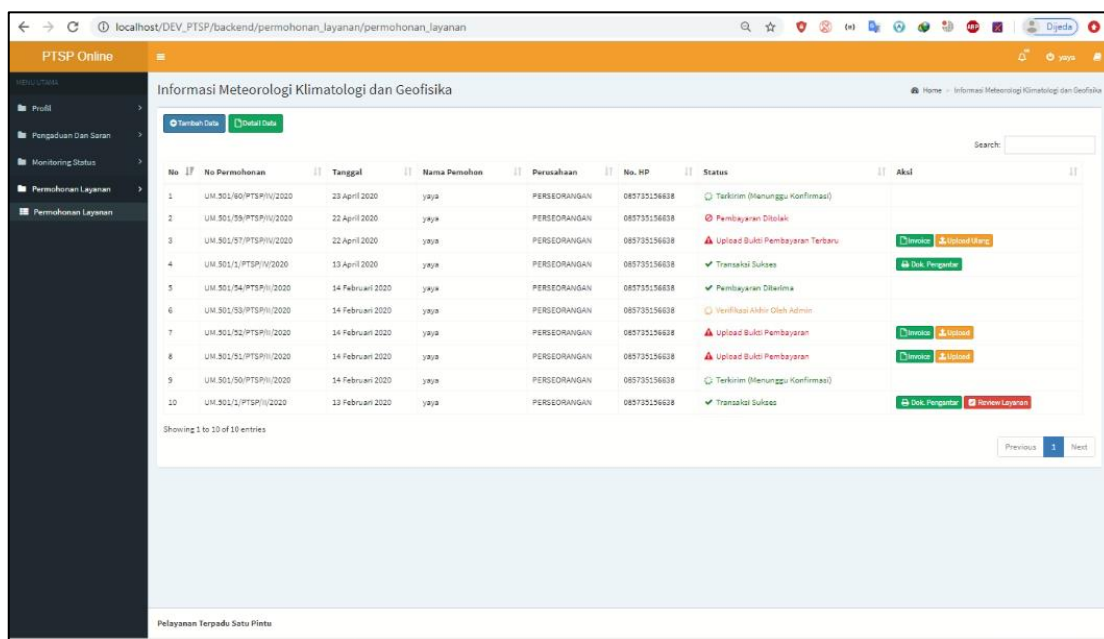 localhost/DEV_PTSP/backend/permohonan_layanan/permohonan_layanan
Dijeda
PTSP Online
yaya
MENU UTAMA
Profil
Pengaduan Dan Saran
Monitoring Status
Permohonan Layanan
Permohonan Layanan
Informasi Meteorologi Klimatologi dan Geofisika
Home > Informasi Meteorologi Klimatologi dan Geofisika
Tambah Data Detail Data
Search:
No No Permohonan Tanggal Nama Pemohon Perusahaan No. HP Status Aksi
1 UM.501/60/PTSP/IV/2020 23 April 2020 yaya PERSEORANGAN 085735156638 Terkirim (Menunggu Konfirmasi)
2 UM.501/59/PTSP/IV/2020 22 April 2020 yaya PERSEORANGAN 085735156638 Pembayaran Ditolak
3 UM.501/57/PTSP/IV/2020 22 April 2020 yaya PERSEORANGAN 085735156638 Upload Bukti Pembayaran Terbaru Invoice Upload Ulang
4 UM.501/1/PTSP/IV/2020 13 April 2020 yaya PERSEORANGAN 085735156638 Transaksi Sukses Dok. Pengantar
5 UM.501/54/PTSP/II/2020 14 Februari 2020 yaya PERSEORANGAN 085735156638 Pembayaran Diterima
6 UM.501/53/PTSP/II/2020 14 Februari 2020 yaya PERSEORANGAN 085735156638 Verifikasi Akhir Oleh Admin
7 UM.501/52/PTSP/II/2020 14 Februari 2020 yaya PERSEORANGAN 085735156638 Upload Bukti Pembayaran Invoice Upload
8 UM.501/51/PTSP/II/2020 14 Februari 2020 yaya PERSEORANGAN 085735156638 Upload Bukti Pembayaran Invoice Upload
9 UM.501/50/PTSP/II/2020 14 Februari 2020 yaya PERSEORANGAN 085735156638 Terkirim (Menunggu Konfirmasi)
10 UM.501/1/PTSP/II/2020 13 Februari 2020 yaya PERSEORANGAN 085735156638 Transaksi Sukses Dok. Pengantar Review Layanan
Showing 1 to 10 of 10 entries
Previous 1 Next
Pelayanan Terpadu Satu Pintu